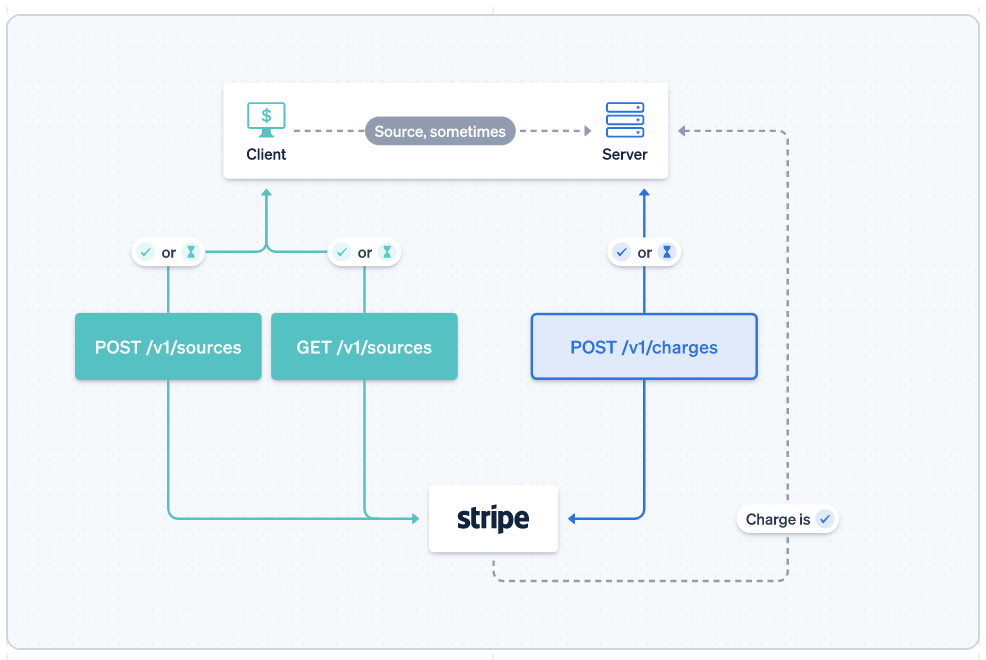 $
Source, sometimes
Client
Server
or
or
or
POST /v1/sources
GET /v1/sources
POST /v1/charges
stripe
Charge is